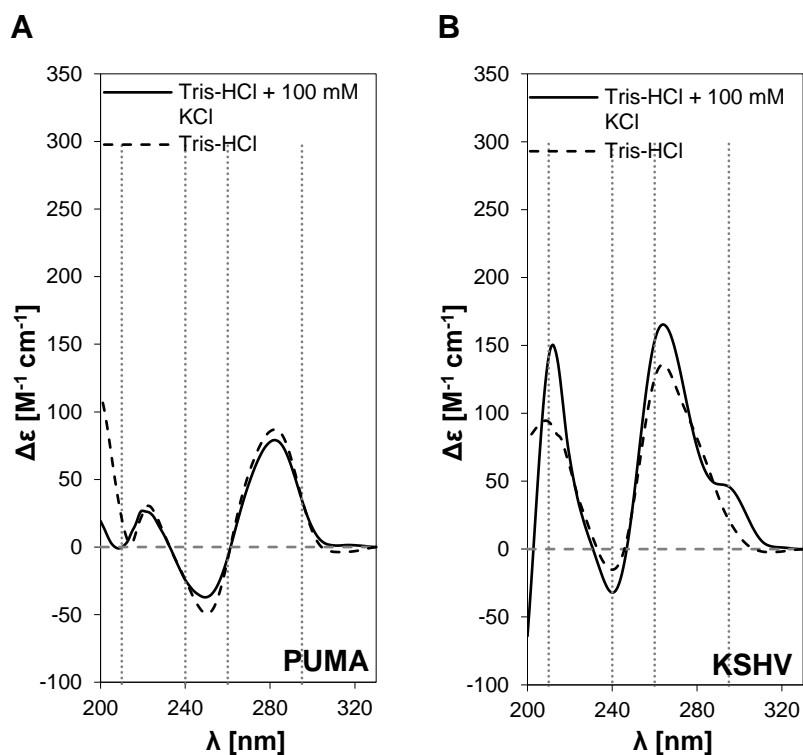 A
Δε [M-1 cm-1]
350
300
250
200
150
100
50
0
-50
-100
Tris-HCl + 100 mM
KCl
Tris-HCl
PUMA
200 240 280 320
λ [nm]
B
Δε [M-1 cm-1]
350
300
250
200
150
100
50
0
-50
-100
Tris-HCl + 100 mM
KCl
Tris-HCl
KSHV
200 240 280 320
λ [nm]